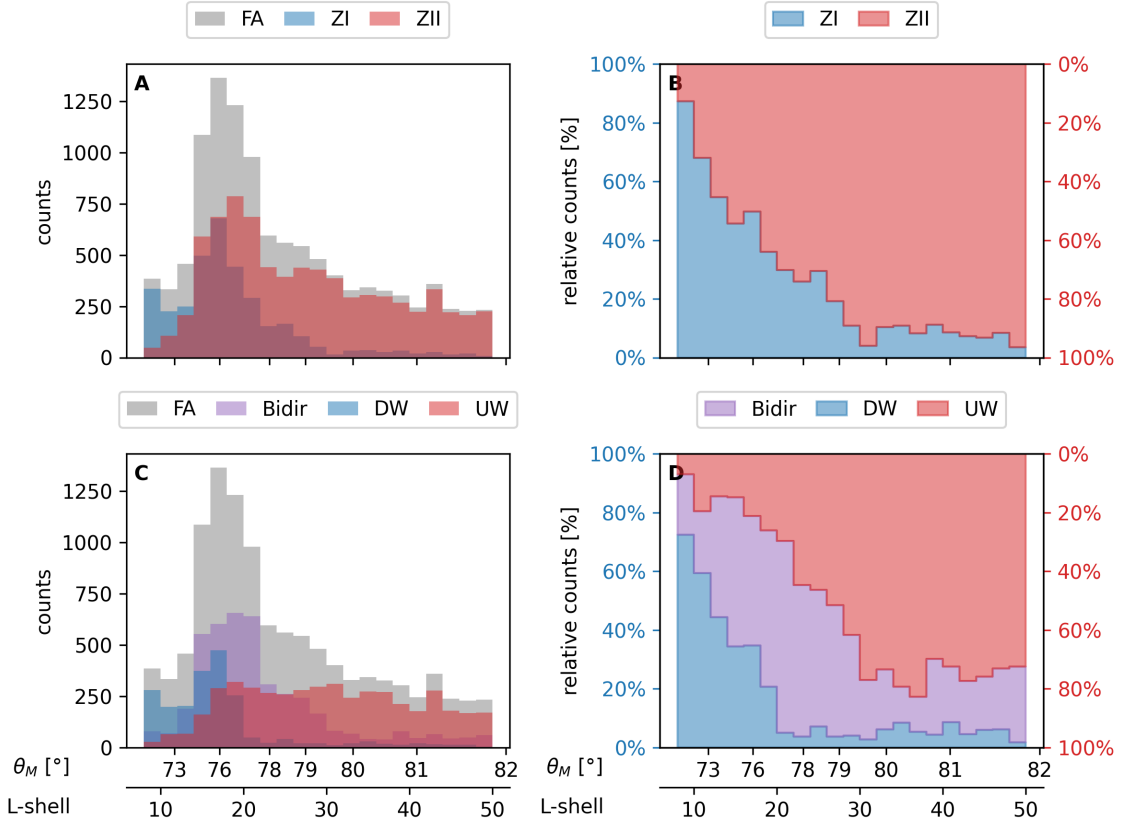 FA ZI ZII
ZI ZII
A
1250
1000
750
500
250
0
counts
B
100%
80%
60%
40%
20%
0%
relative counts [%]
0%
20%
40%
60%
80%
100%
FA Bidir DW UW
Bidir DW UW
C
1250
1000
750
500
250
0
counts
D
100%
80%
60%
40%
20%
0%
relative counts [%]
0%
20%
40%
60%
80%
100%
θ_M [°] 73 76 78 79 80 81 82
L-shell 10 20 30 40 50
θ_M [°] 73 76 78 79 80 81 82
L-shell 10 20 30 40 50